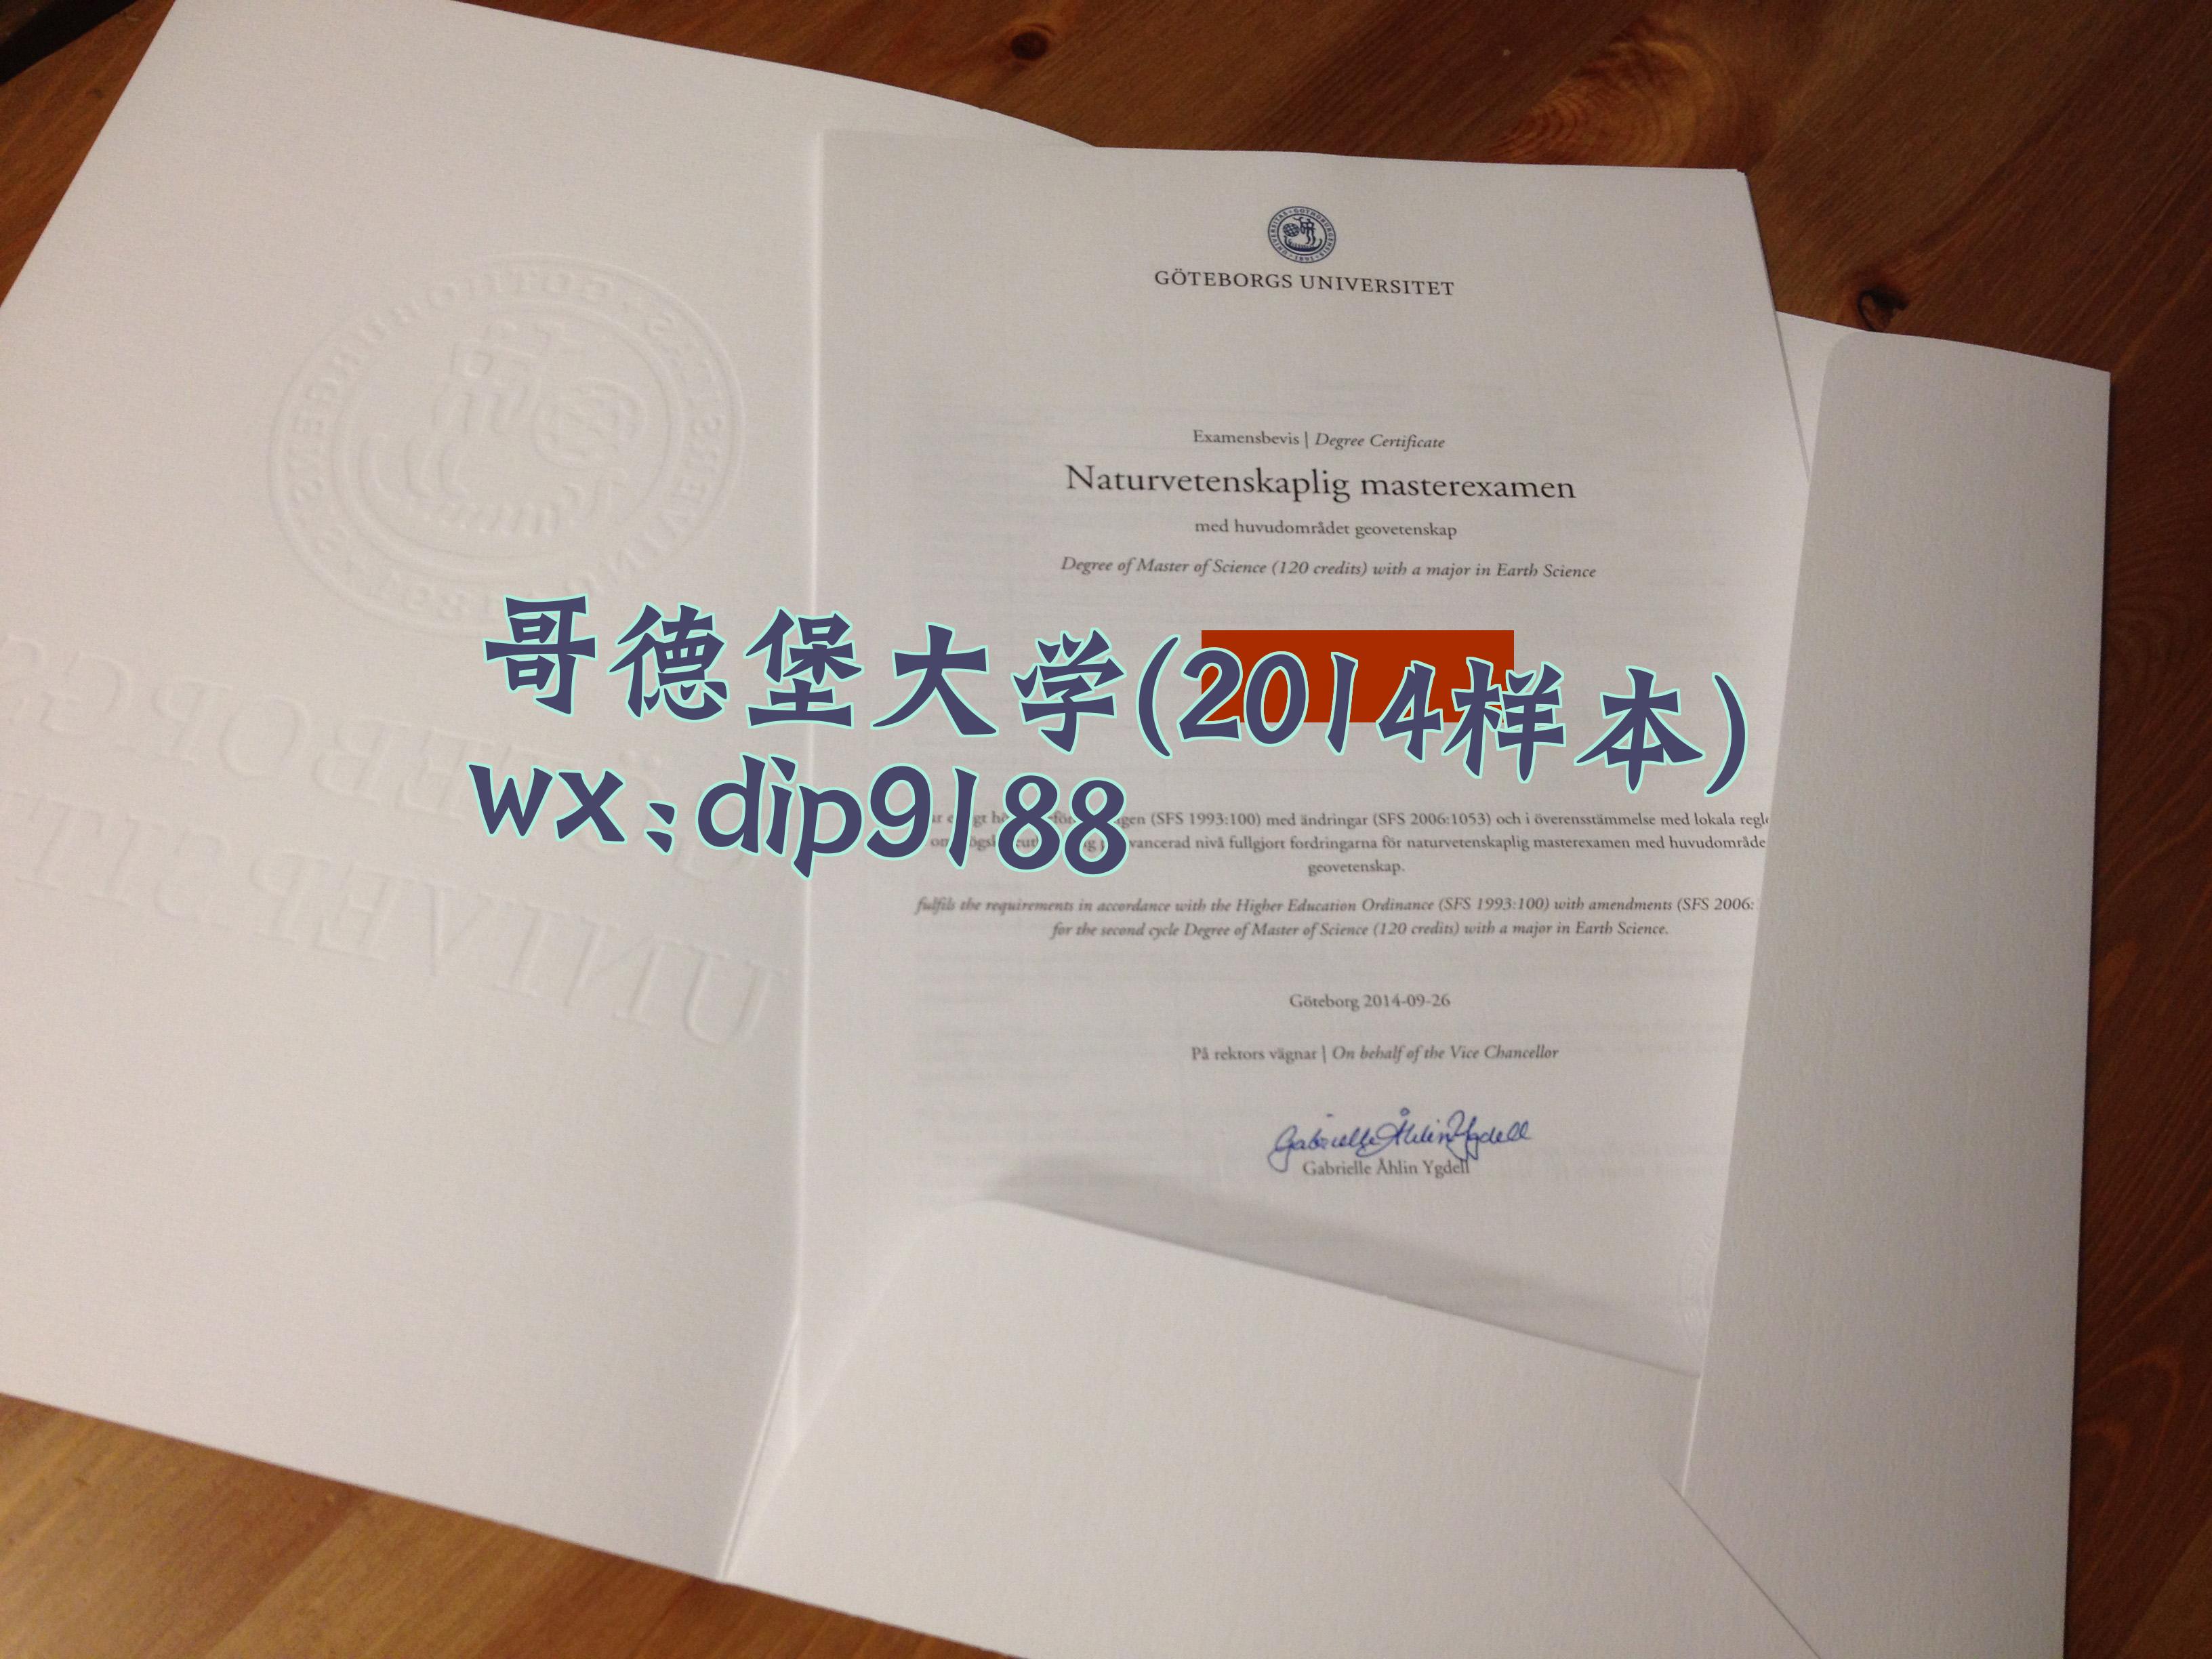 GÖTEBORGS UNIVERSITET
Examensbevis | Degree Certificate
Naturvetenskaplig masterexamen
med huvudområdet geovetenskap
Degree of Master of Science (120 credits) with a major in Earth Science
哥德堡大学(2014样本)
wx:dip9188
(SFS 1993:100) med ändringar (SFS 2006:1053) och i överensstämmelse med lokala
nivå fullgjort fordringarna för naturvetenskaplig masterexamen med
geovetenskap.
fulfils the requirements in accordance with the Higher Education Ordinance (SFS 1993:100) with amendments (SFS 2006:
for the second cycle Degree of Master of Science (120 credits) with a major in Earth Science.
Göteborg 2014-09-26
På rektors vägnar | On behalf of the Vice Chancellor
Gabrielle Åhlin Ygdell
Gabrielle Åhlin Ygdell